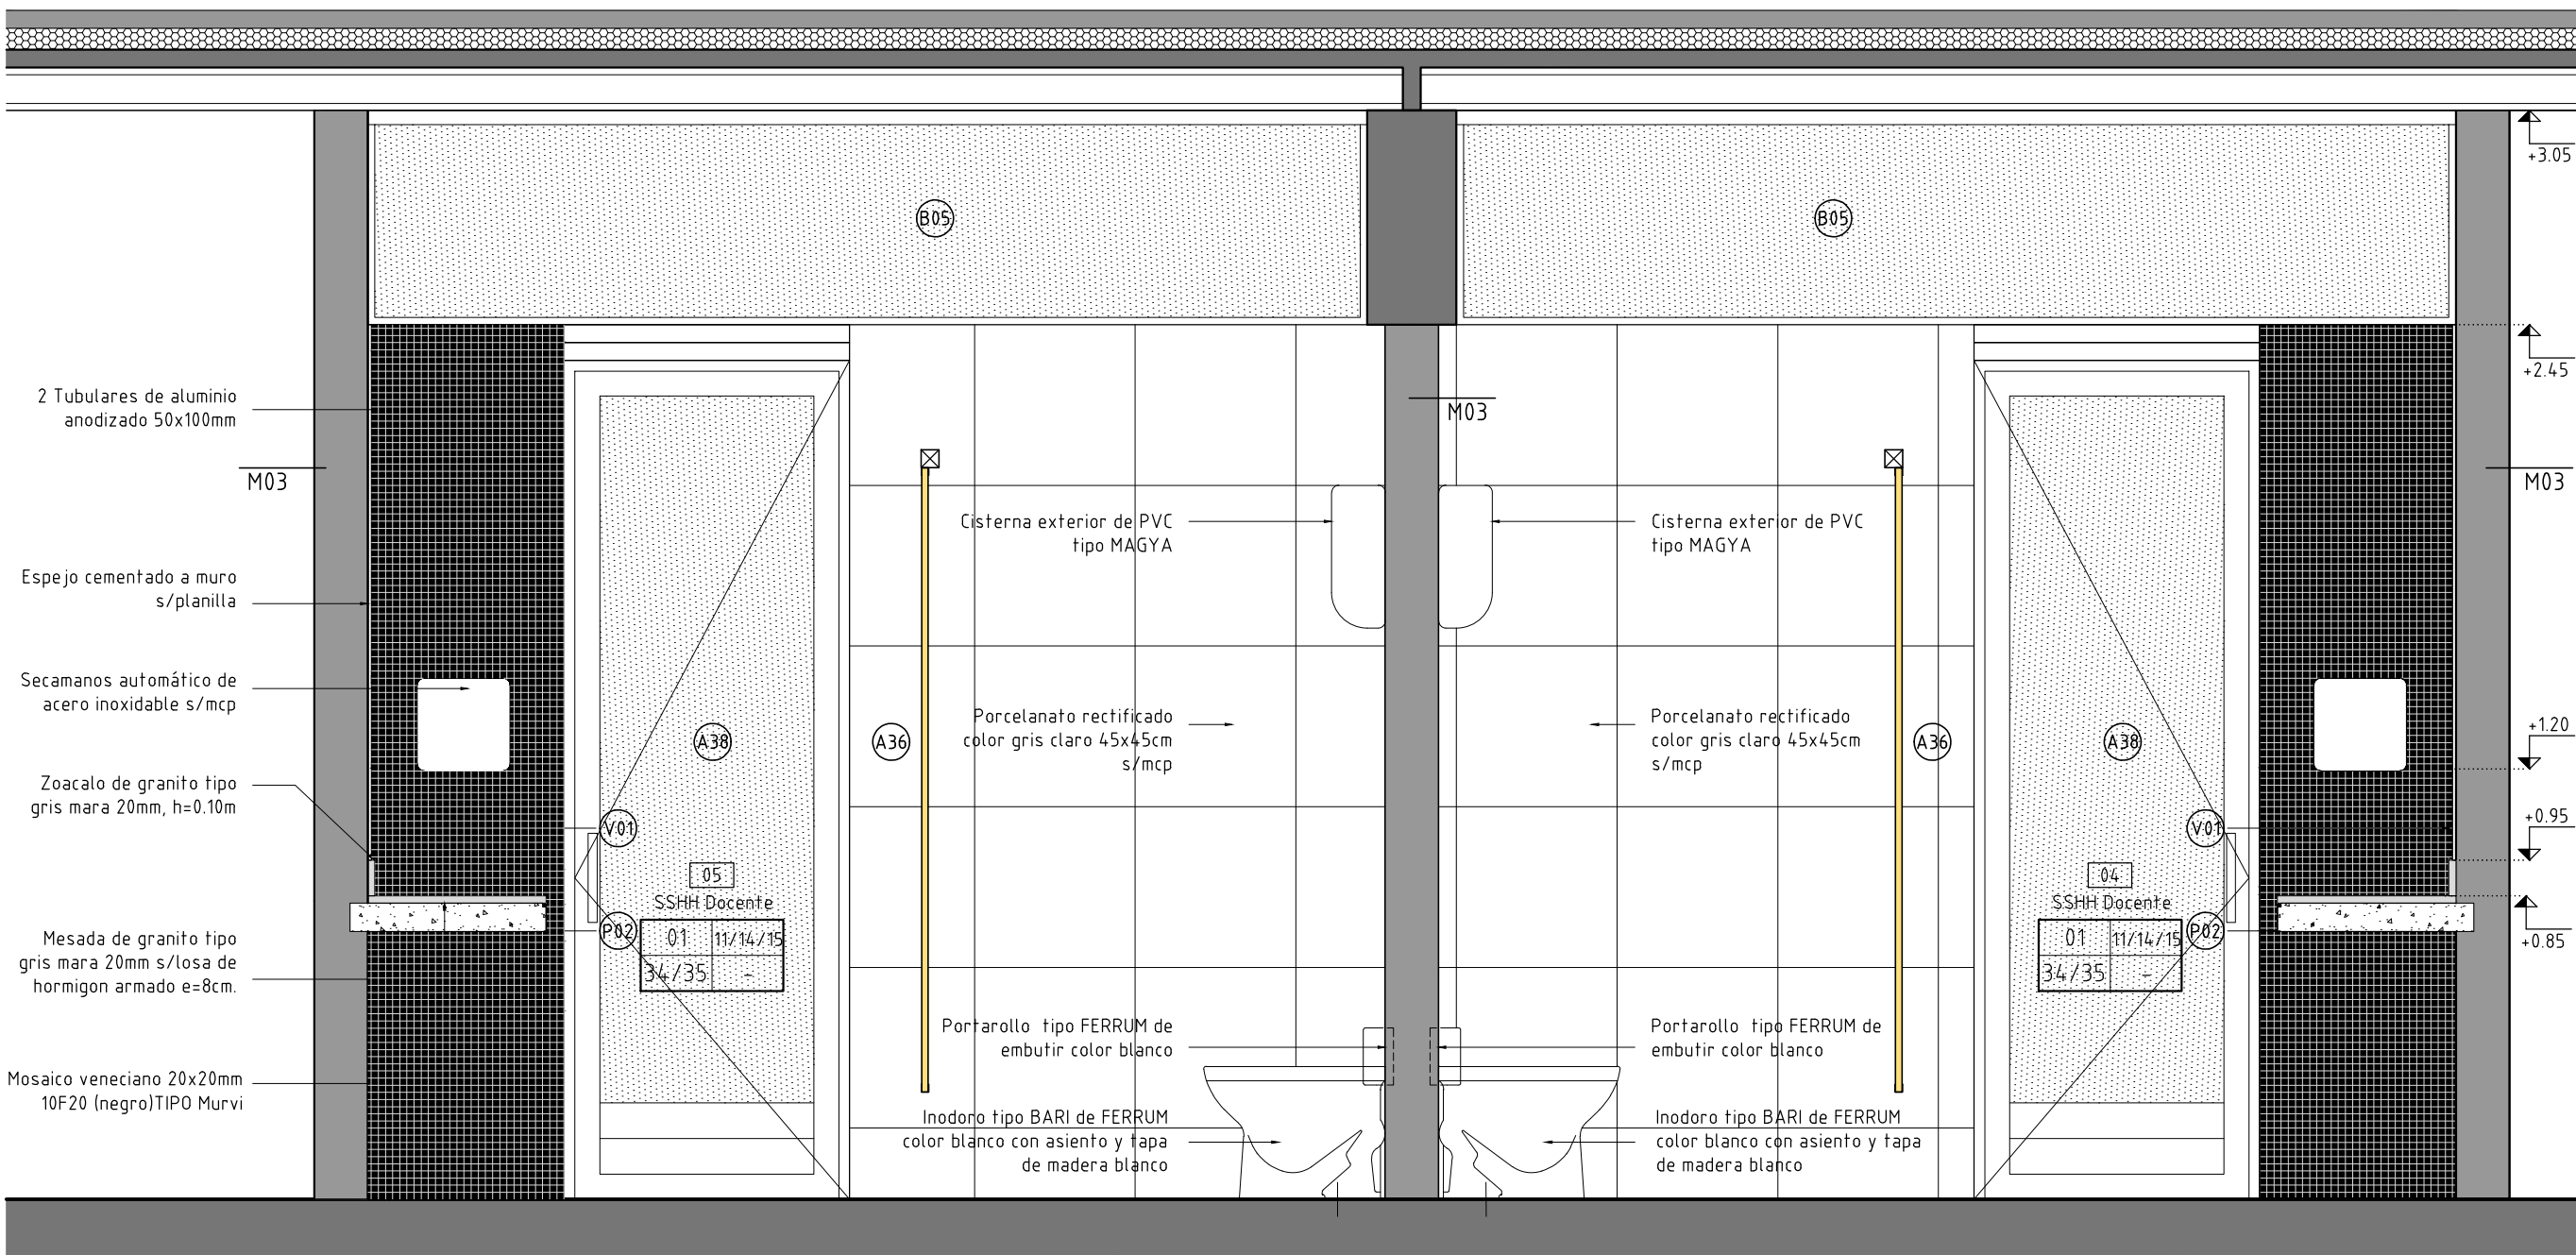 B05
B05
+3.05
+2.45
2 Tubulares de aluminio
anodizado 50x100mm
M03
M03
M03
Cisterna exterior de PVC
tipo MAGYA
Cisterna exterior de PVC
tipo MAGYA
Espejo cementado a muro
s/planilla
Secamanos automático de
acero inoxidable s/mcp
Porcelanato rectificado
color gris claro 45x45cm
s/mcp
Porcelanato rectificado
color gris claro 45x45cm
s/mcp
A38
A36
A36
A38
+1.20
Zoacalo de granito tipo
gris mara 20mm, h=0.10m
V01
V01
+0.95
05
SSHH Docente
04
SSHH Docente
P02
01 11/14/15
34/35 -
01 11/14/15
34/35 -
P02
+0.85
Mesada de granito tipo
gris mara 20mm s/losa de
hormigon armado e=8cm.
Portarollo tipo FERRUM de
embutir color blanco
Portarollo tipo FERRUM de
embutir color blanco
Mosaico veneciano 20x20mm
10F20 (negro)TIPO Murvi
Inodoro tipo BARI de FERRUM
color blanco con asiento y tapa
de madera blanco
Inodoro tipo BARI de FERRUM
color blanco con asiento y tapa
de madera blanco